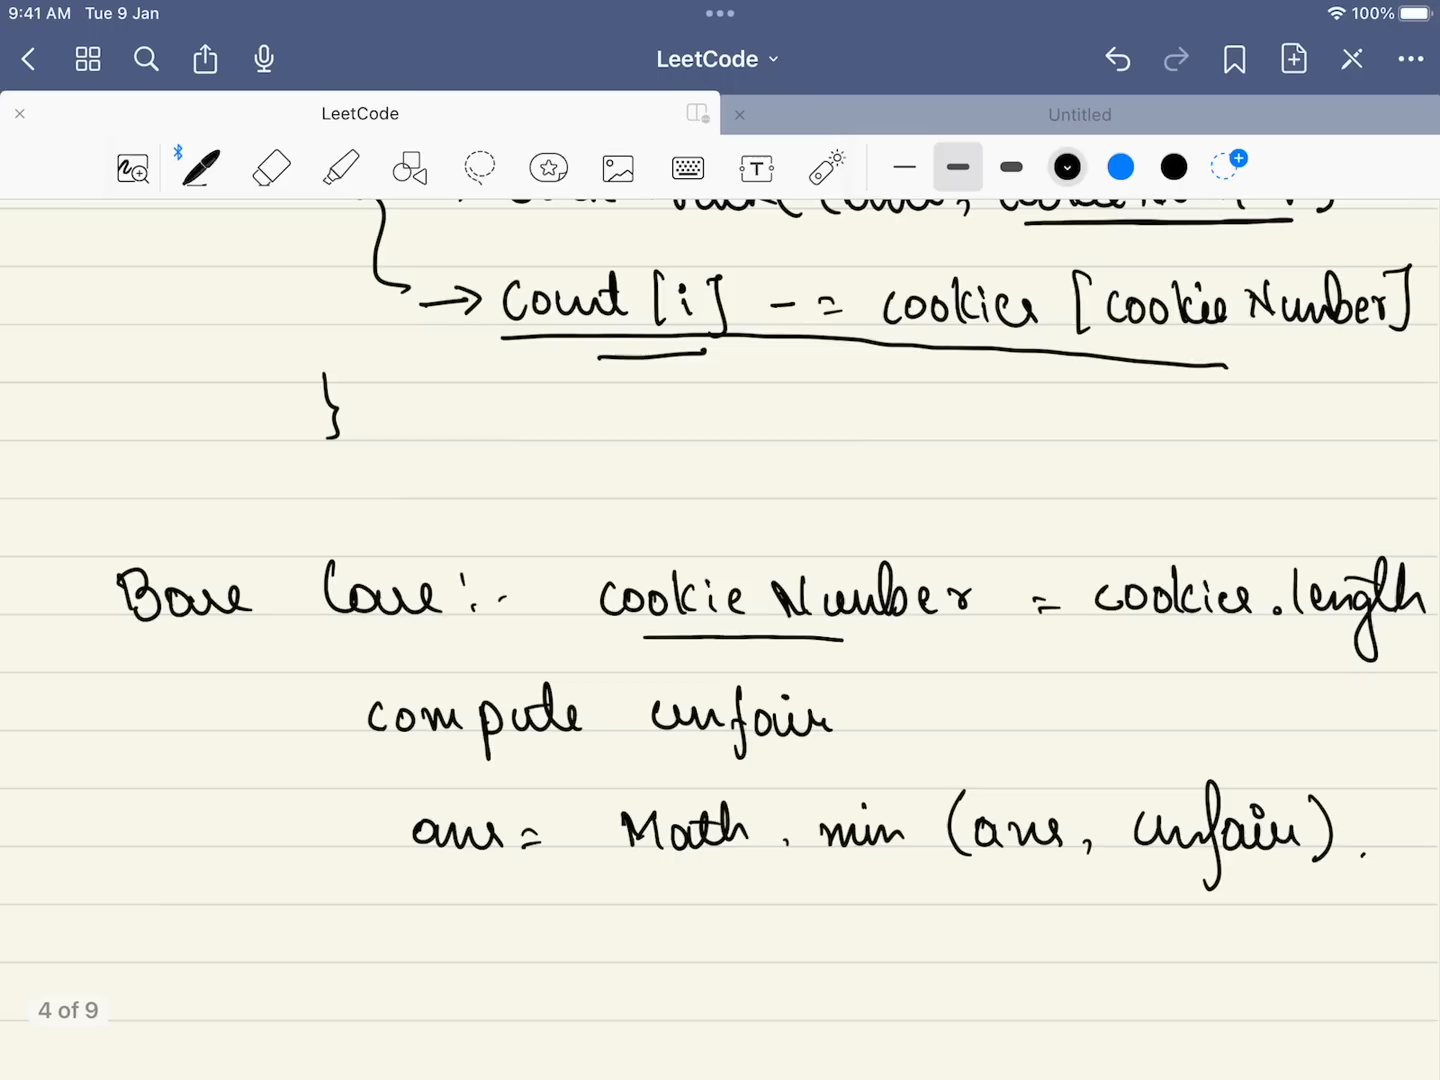 9:41 AM Tue 9 Jan
100%
LeetCode
LeetCode
Untitled
→ Count [i] -= cookies [cookie Number]
}
Base Case :- cookie Number = cookies.length
compute unfair
ans = Math.min (ans, unfair).
4 of 9